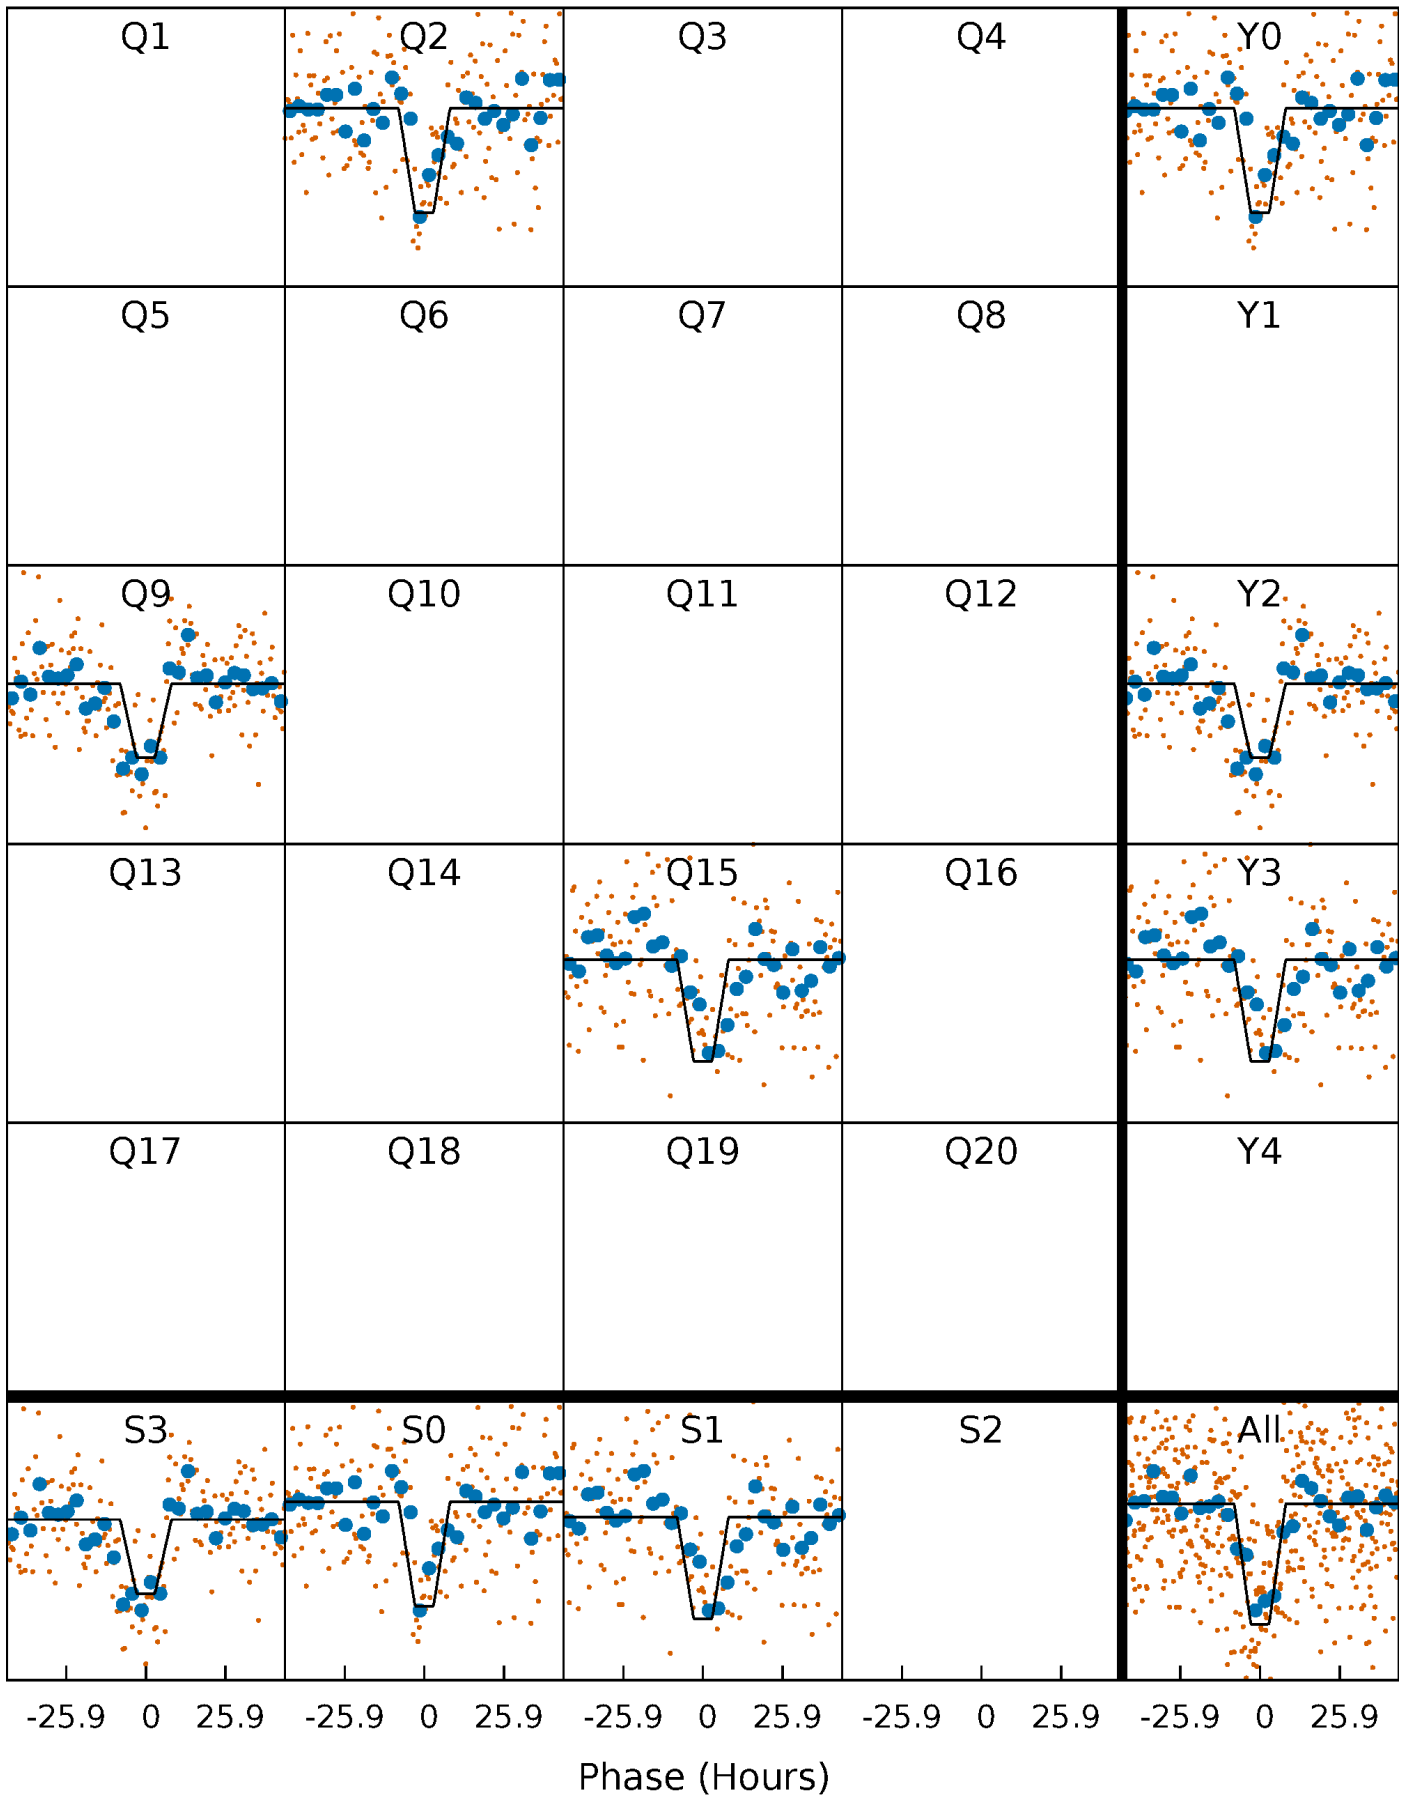 Q1 Q2 Q3 Q4 Y0
Q5 Q6 Q7 Q8 Y1
Q9 Q10 Q11 Q12 Y2
Q13 Q14 Q15 Q16 Y3
Q17 Q18 Q19 Q20 Y4
S3 S0 S1 S2 All
-25.9 0 25.9 -25.9 0 25.9 -25.9 0 25.9 -25.9 0 25.9 -25.9 0 25.9
Phase (Hours)